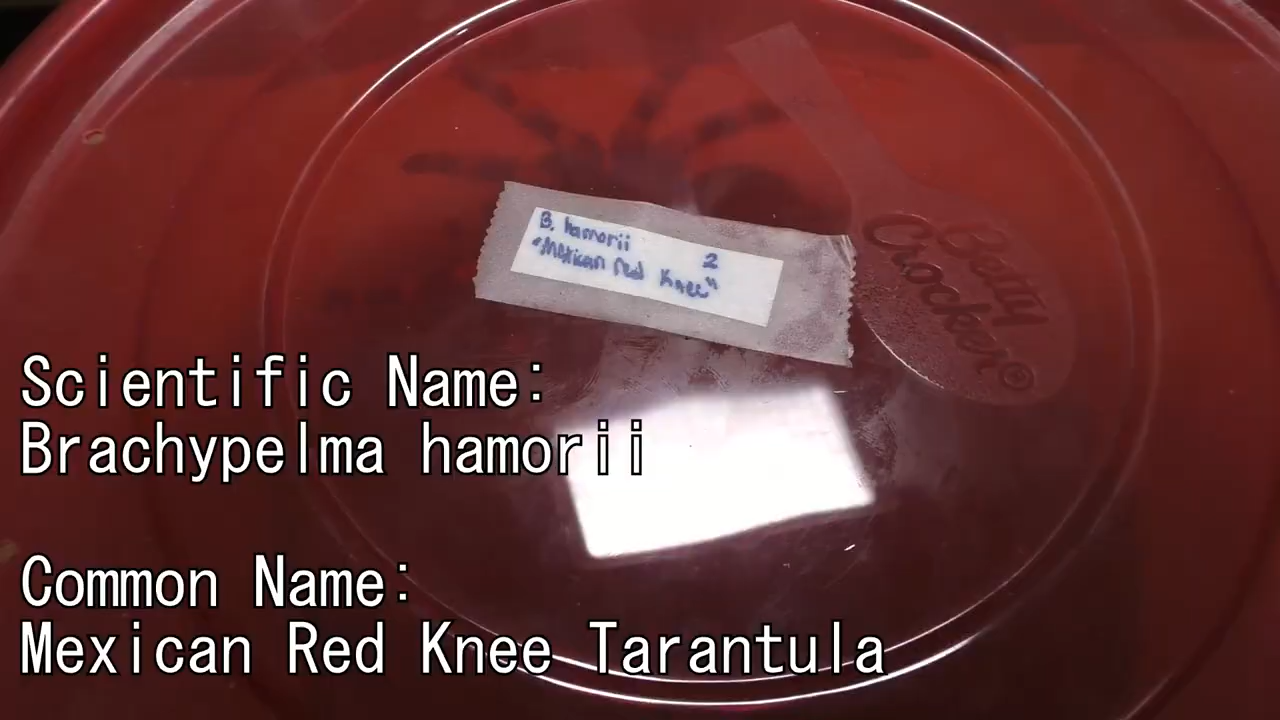 B. hamorii 2
"Mexican red knee"
Betty
Crocker®
Scientific Name:
Brachypelma hamorii
Common Name:
Mexican Red Knee Tarantula